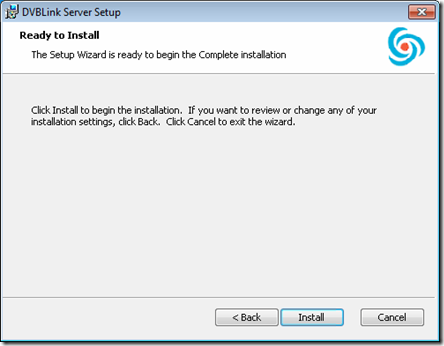 DVBLink Server Setup
Ready to Install
The Setup Wizard is ready to begin the Complete installation
Click Install to begin the installation. If you want to review or change any of your
installation settings, click Back. Click Cancel to exit the wizard.
< Back
Install
Cancel